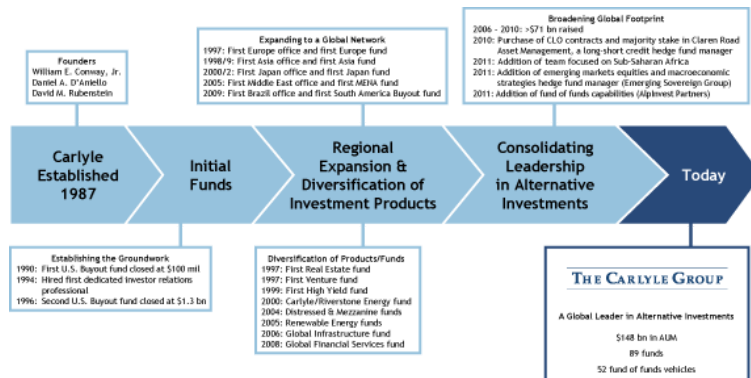 Founders
William E. Conway, Jr.
Daniel A. D'Aniello
David M. Rubenstein
Expanding to a Global Network
1997: First Europe office and first Europe fund
1998/9: First Asia office and first Asia fund
2000/2: First Japan office and first Japan fund
2005: First Middle East office and first MENA fund
2009: First Brazil office and first South America Buyout fund
Broadening Global Footprint
2006 - 2010: >$71 bn raised
2010: Purchase of CLO contracts and majority stake in Claren Road
Asset Management, a long-short credit hedge fund manager
2011: Addition of team focused on Sub-Saharan Africa
2011: Addition of emerging markets equities and macroeconomic
strategies hedge fund manager (Emerging Sovereign Group)
2011: Addition of fund of funds capabilities (AlpInvest Partners)
Carlyle
Established
1987
Initial
Funds
Regional
Expansion &
Diversification of
Investment Products
Consolidating
Leadership
in Alternative
Investments
Today
Establishing the Groundwork
1990: First U.S. Buyout fund closed at $100 mil
1994: Hired first dedicated investor relations
professional
1996: Second U.S. Buyout fund closed at $1.3 bn
Diversification of Products/Funds
1997: First Real Estate fund
1997: First Venture fund
1999: First High Yield fund
2000: Carlyle/Riverstone Energy fund
2004: Distressed & Mezzanine funds
2005: Renewable Energy funds
2006: Global Infrastructure fund
2008: Global Financial Services fund
THE CARLYLE GROUP
A Global Leader in Alternative Investments
$148 bn in AUM
89 funds
52 fund of funds vehicles